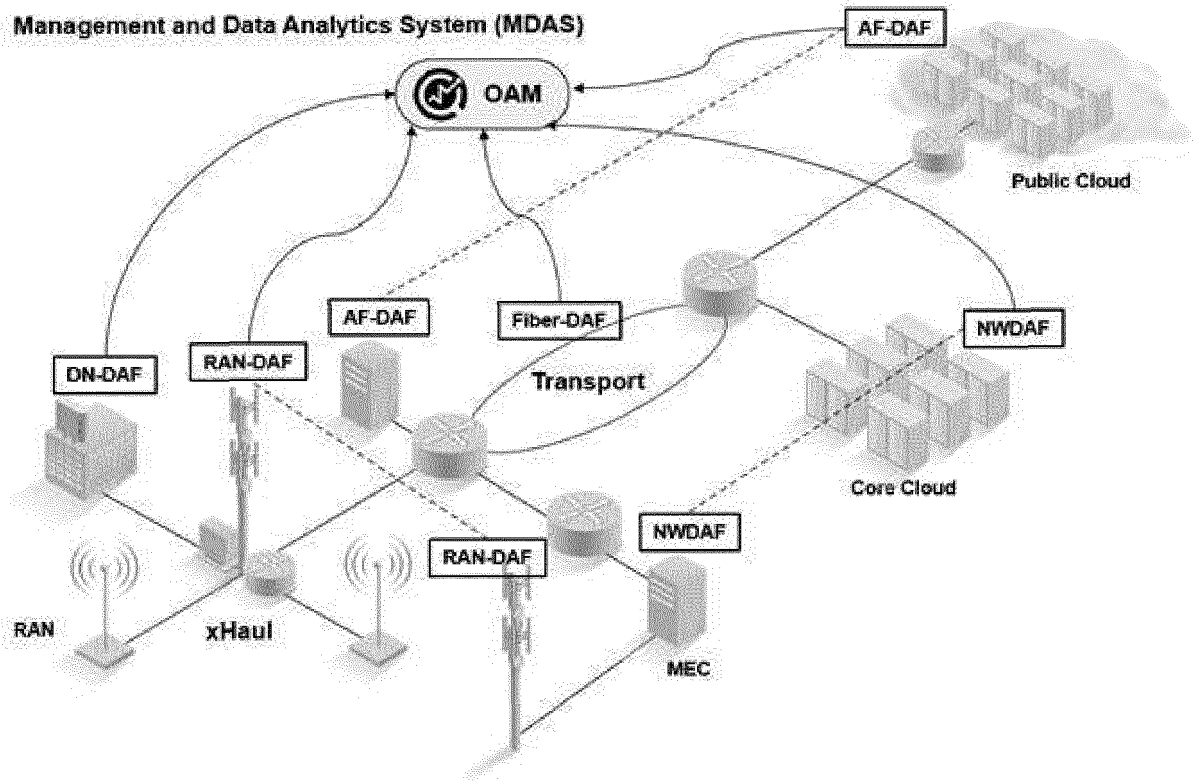 Management and Data Analytics System (MDAS)
AF-DAF
OAM
Public Cloud
AF-DAF
Fiber-DAF
NWDAF
RAN-DAF
DN-DAF
Transport
Core Cloud
NWDAF
RAN-DAF
RAN
xHaul
MEC